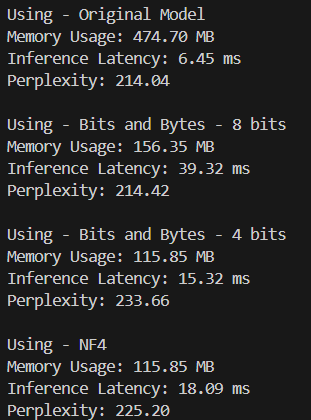 Using - Original Model
Memory Usage: 474.70 MB
Inference Latency: 6.45 ms
Perplexity: 214.04
Using - Bits and Bytes - 8 bits
Memory Usage: 156.35 MB
Inference Latency: 39.32 ms
Perplexity: 214.42
Using - Bits and Bytes - 4 bits
Memory Usage: 115.85 MB
Inference Latency: 15.32 ms
Perplexity: 233.66
Using - NF4
Memory Usage: 115.85 MB
Inference Latency: 18.09 ms
Perplexity: 225.20